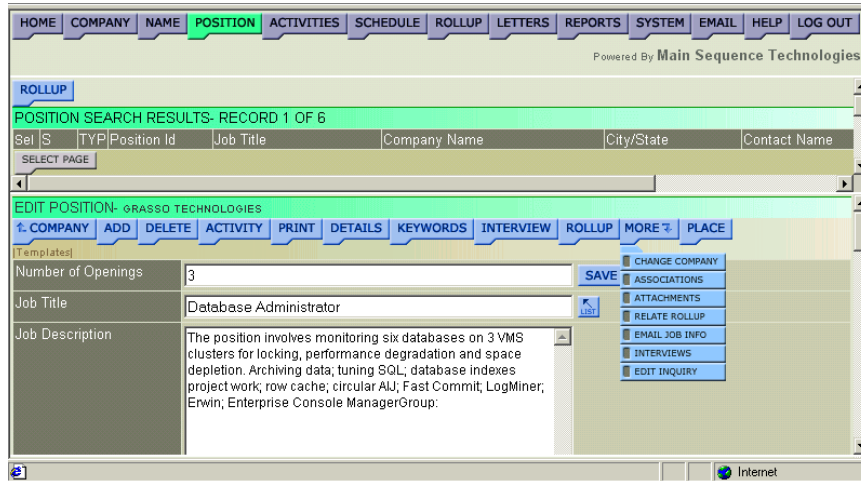 HOME COMPANY NAME POSITION ACTIVITIES SCHEDULE ROLLUP LETTERS REPORTS SYSTEM EMAIL HELP LOG OUT
Powered By Main Sequence Technologies
ROLLUP
POSITION SEARCH RESULTS- RECORD 1 OF 6
Sel S TYP Position Id Job Title Company Name City/State Contact Name
SELECT PAGE
EDIT POSITION- GRASSO TECHNOLOGIES
COMPANY ADD DELETE ACTIVITY PRINT DETAILS KEYWORDS INTERVIEW ROLLUP MORE PLACE
|Templates|
CHANGE COMPANY
Number of Openings 3 SAVE
ASSOCIATIONS
ATTACHMENTS
Job Title Database Administrator LIST
RELATE ROLLUP
EMAIL JOB INFO
INTERVIEWS
EDIT INQUIRY
Job Description The position involves monitoring six databases on 3 VMS
clusters for locking, performance degradation and space
depletion. Archiving data; tuning SQL; database indexes
project work; row cache; circular AIJ; Fast Commit; LogMiner;
Erwin; Enterprise Console ManagerGroup:
Internet